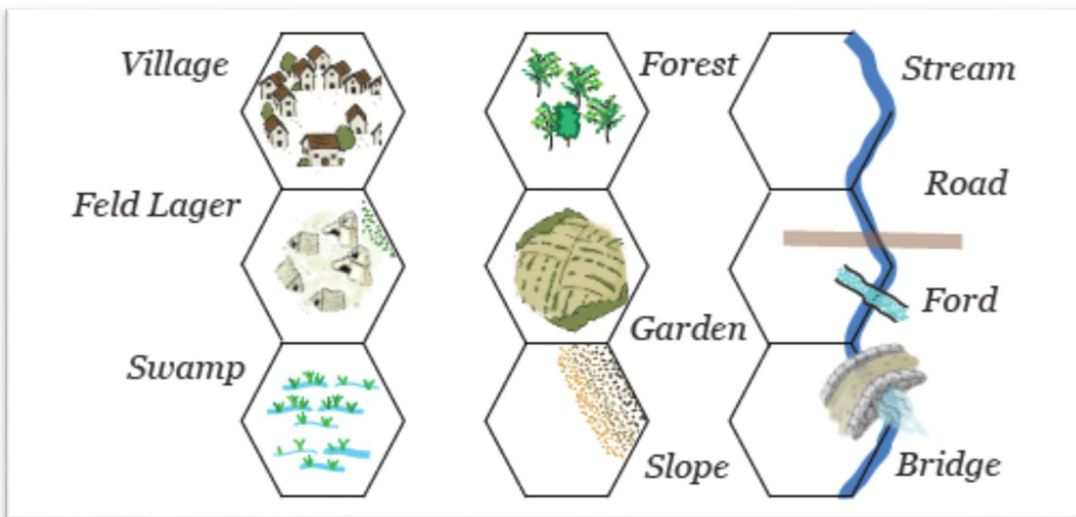 Village
Forest
Stream
Feld Lager
Road
Ford
Garden
Swamp
Slope
Bridge